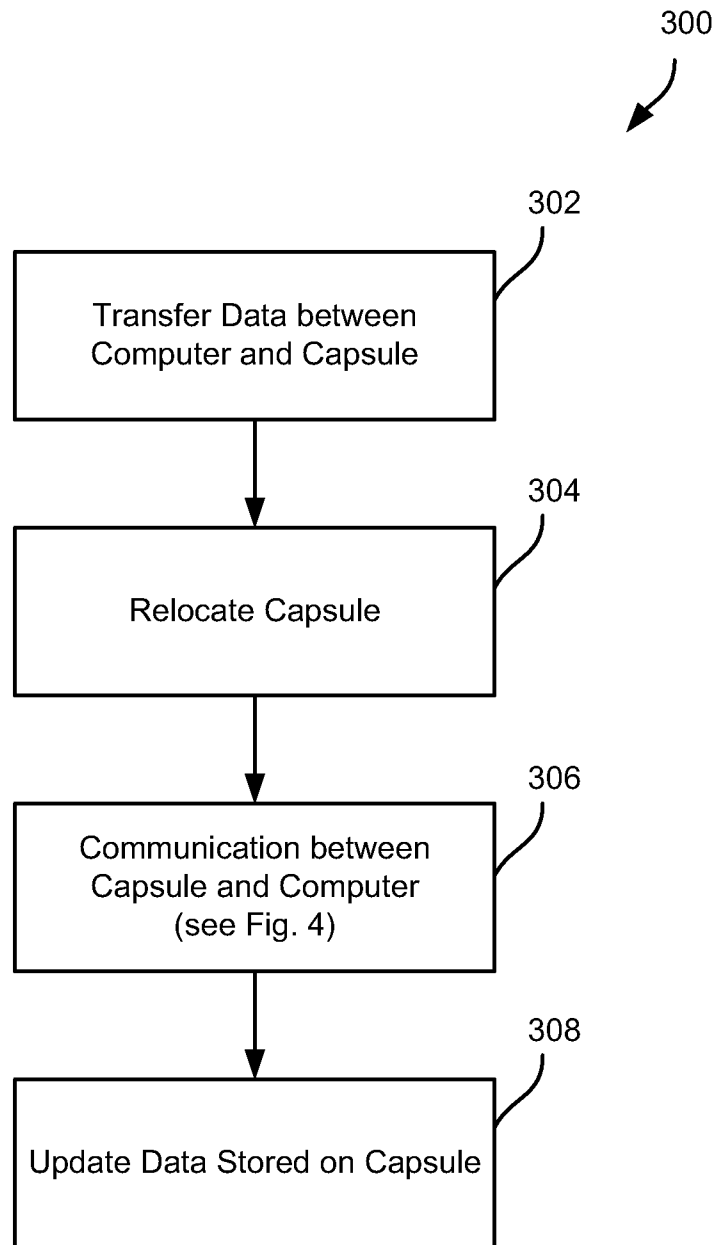 300
302
Transfer Data between
Computer and Capsule
304
Relocate Capsule
306
Communication between
Capsule and Computer
(see Fig. 4)
308
Update Data Stored on Capsule